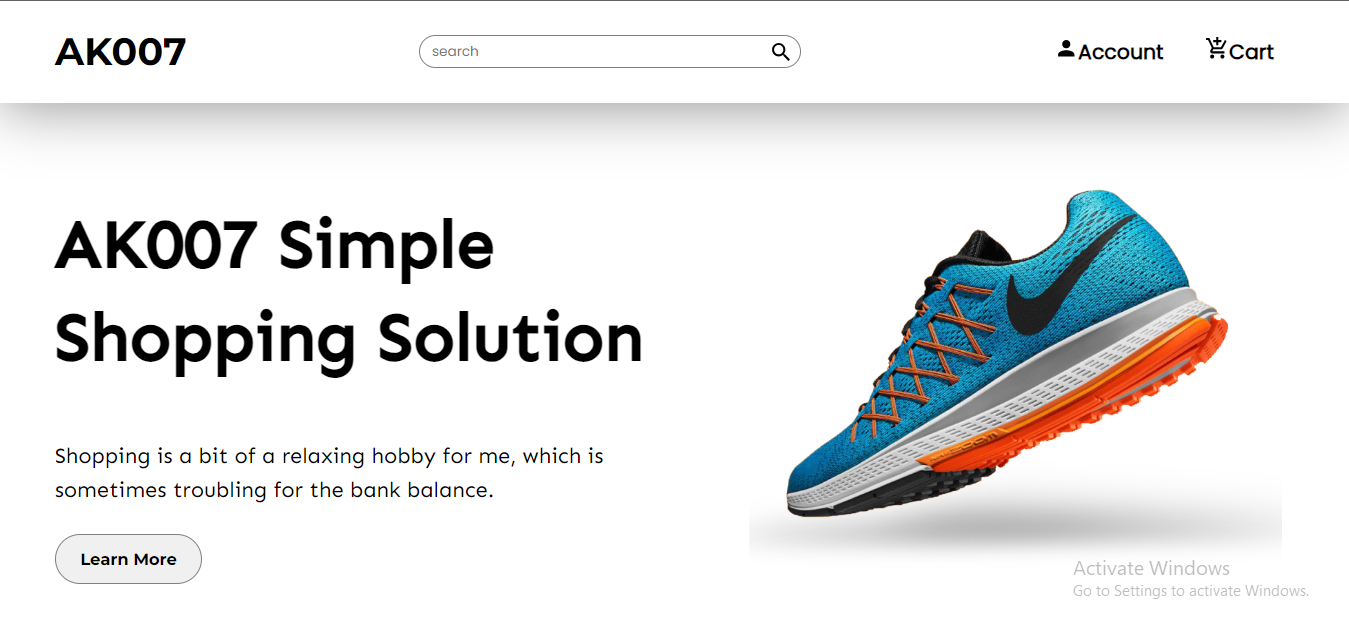 AK007
search
Account
Cart
AK007 Simple
Shopping Solution
Shopping is a bit of a relaxing hobby for me, which is
sometimes troubling for the bank balance.
Learn More
Activate Windows
Go to Settings to activate Windows.